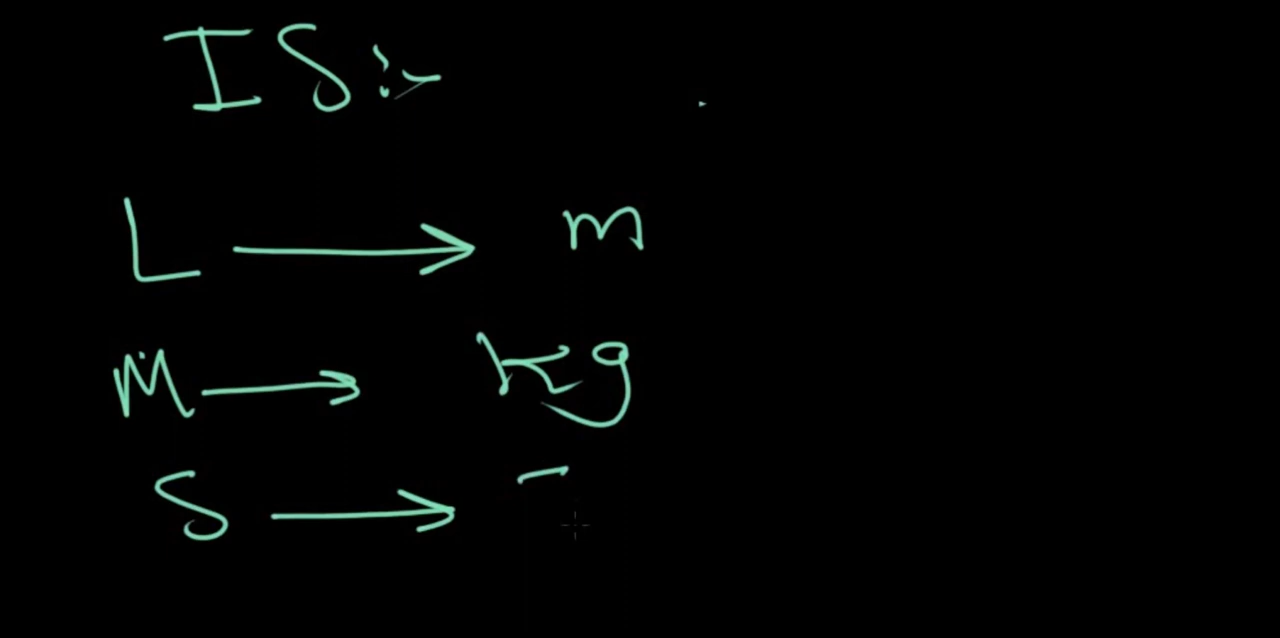 IS:-
L → m
M → kg
S →